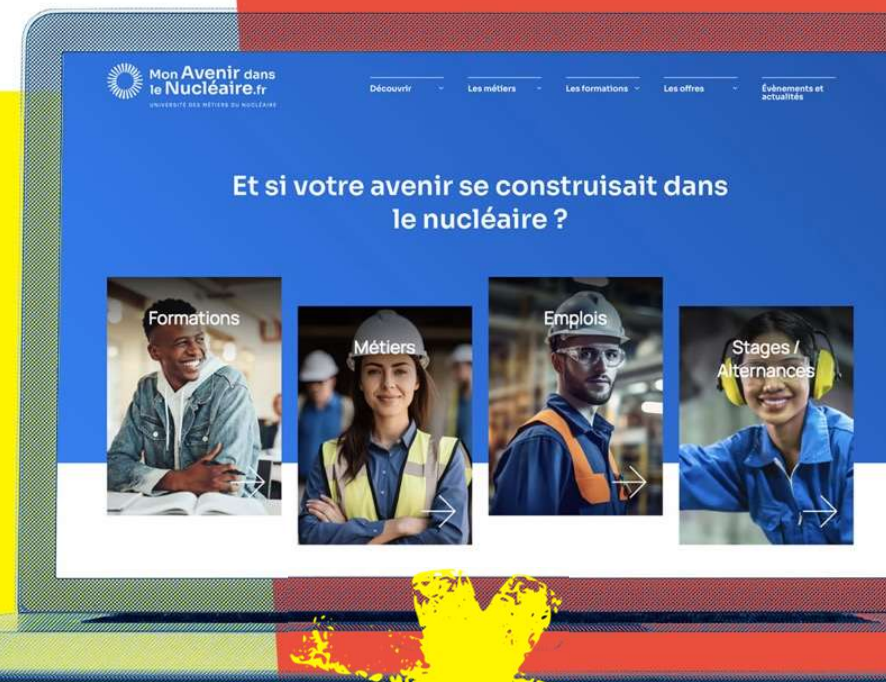 Mon Avenir dans
le Nucléaire.fr
UNIVERSITÉ DES MÉTIERS DU NUCLÉAIRE
Découvrir
Les métiers
Les formations
Les offres
Évènements et
actualités
Et si votre avenir se construisait dans
le nucléaire ?
Formations
Métiers
Emplois
Stages /
Alternances